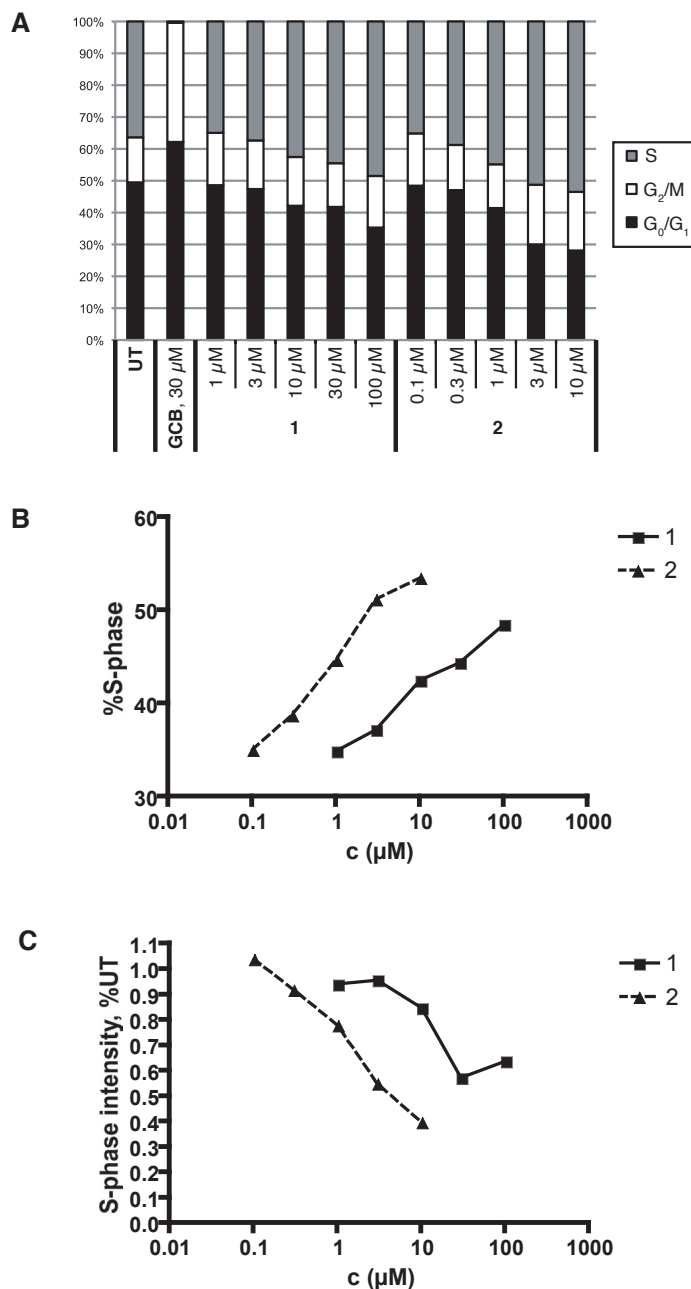 A
100%
90%
80%
70%
60%
50%
40%
30%
20%
10%
0%
S
G2/M
G0/G1
UT
GCB, 30 µM
1 µM
3 µM
10 µM
30 µM
100 µM
0.1 µM
0.3 µM
1 µM
3 µM
10 µM
1
2
B
%S-phase
60
50
40
30
0.01 0.1 1 10 100 1000
c (µM)
1
2
C
S-phase intensity, %UT
1.1
1.0
0.9
0.8
0.7
0.6
0.5
0.4
0.3
0.2
0.1
0.0
0.01 0.1 1 10 100 1000
c (µM)
1
2